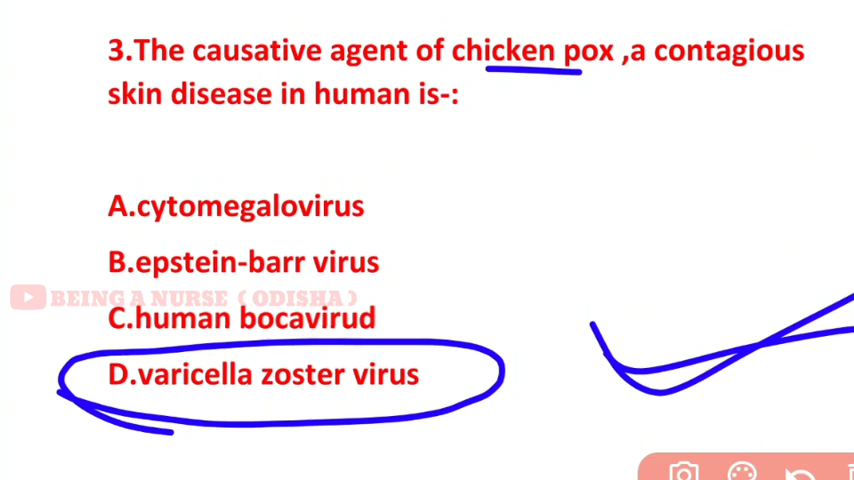 3.The causative agent of chicken pox ,a contagious
skin disease in human is-:
A.cytomegalovirus
B.epstein-barr virus
BEING A NURSE ( ODISHA )
C.human bocavirud
D.varicella zoster virus